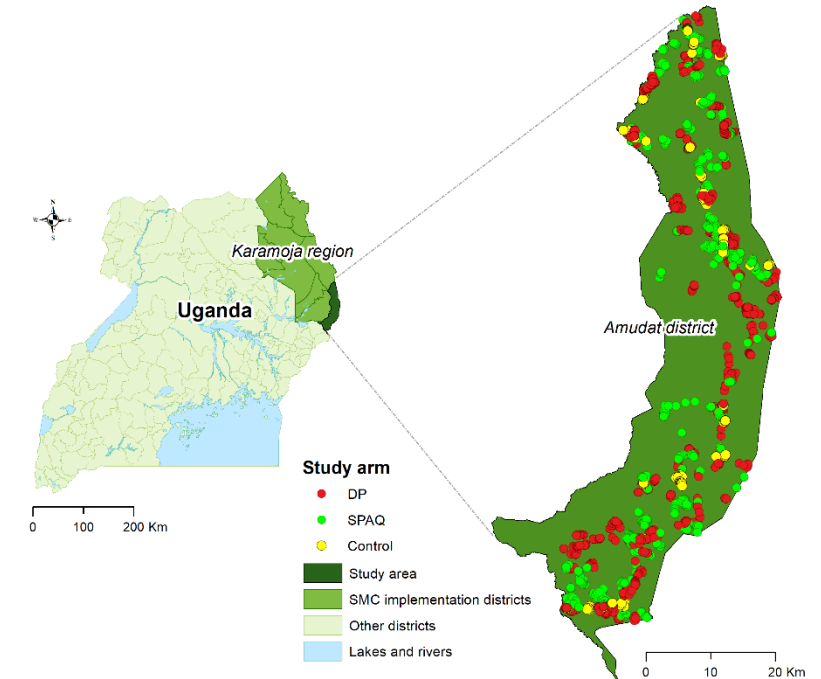 N
W E
S
Karamoja region
Uganda
Amudat district
Study arm
DP
SPAQ
Control
Study area
SMC implementation districts
Other districts
Lakes and rivers
0 100 200 Km
0 10 20 Km